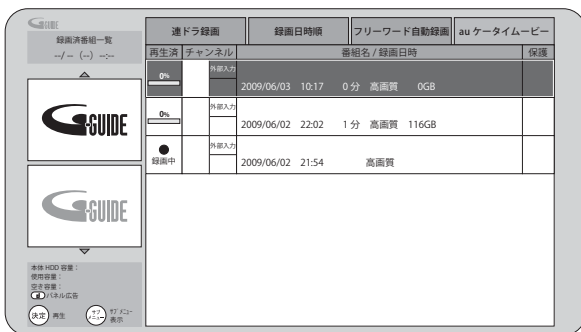 GUIDE
録画済番組一覧
--/ -- (--) --:--
連ドラ録画 録画日時順 フリーワード自動録画 au ケータイムービー
再生済 チャンネル 番組名 / 録画日時 保護
0% 外部入力
2009/06/03 10:17 0 分 高画質 0GB
0% 外部入力
2009/06/02 22:02 1 分 高画質 116GB
録画中 外部入力
2009/06/02 21:54 高画質
G-GUIDE
G-GUIDE
本体 HDD 容量：
使用容量：
空き容量：
d パネル広告
決定 再生 サブメニュー サブ メニュー表示